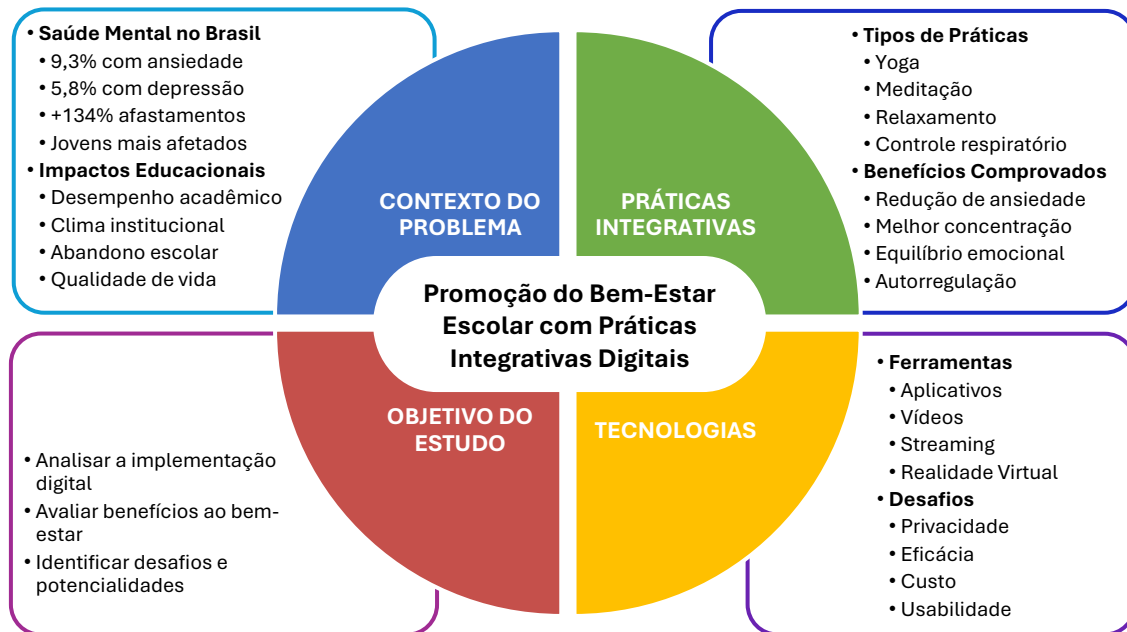 • Saúde Mental no Brasil
• 9,3% com ansiedade
• 5,8% com depressão
• +134% afastamentos
• Jovens mais afetados
• Impactos Educacionais
• Desempenho acadêmico
• Clima institucional
• Abandono escolar
• Qualidade de vida
CONTEXTO DO
PROBLEMA
PRÁTICAS
INTEGRATIVAS
• Tipos de Práticas
• Yoga
• Meditação
• Relaxamento
• Controle respiratório
• Benefícios Comprovados
• Redução de ansiedade
• Melhor concentração
• Equilíbrio emocional
• Autorregulação
Promoção do Bem-Estar
Escolar com Práticas
Integrativas Digitais
• Analisar a implementação
digital
• Avaliar benefícios ao bem-
estar
• Identificar desafios e
potencialidades
OBJETIVO DO
ESTUDO
TECNOLOGIAS
• Ferramentas
• Aplicativos
• Vídeos
• Streaming
• Realidade Virtual
• Desafios
• Privacidade
• Eficácia
• Custo
• Usabilidade